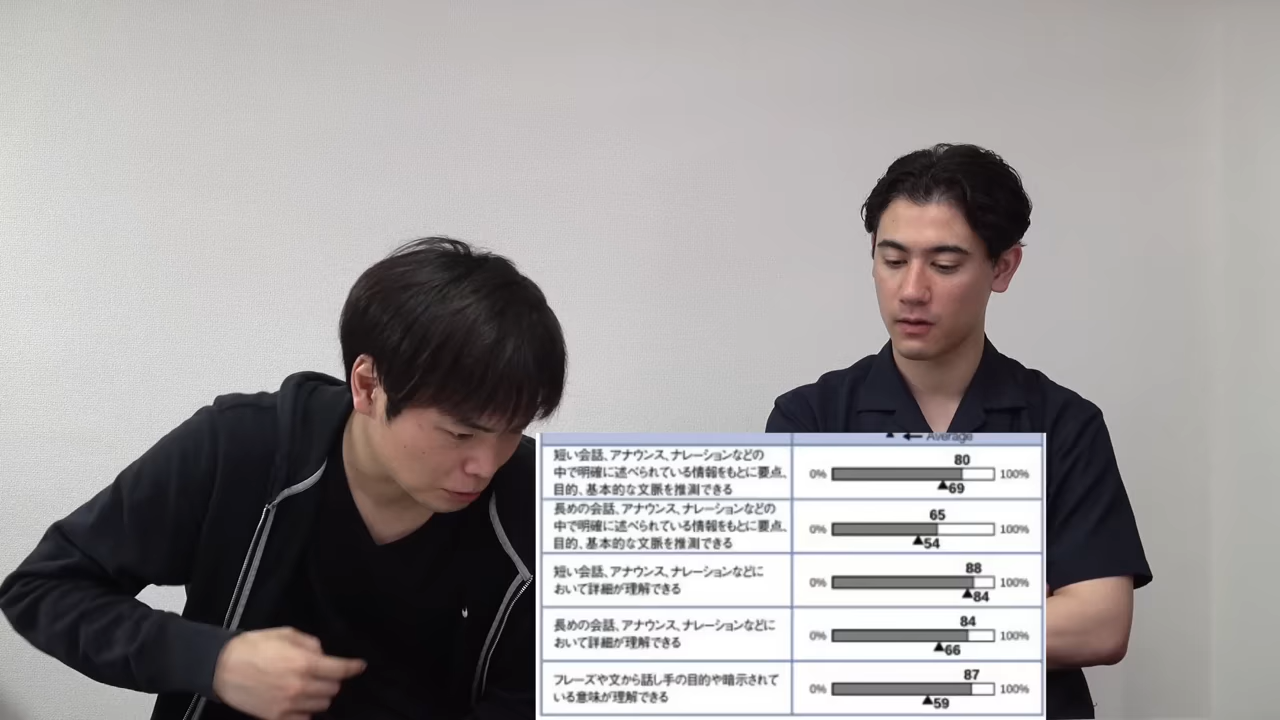 Average
短い会話、アナウンス、ナレーションなどの
中で明確に述べられている情報をもとに要点、
目的、基本的な文脈を推測できる
80
0%
100%
69
長めの会話、アナウンス、ナレーションなどの
中で明確に述べられている情報をもとに要点、
目的、基本的な文脈を推測できる
65
0%
100%
54
短い会話、アナウンス、ナレーションなどに
おいて詳細が理解できる
88
0%
100%
84
長めの会話、アナウンス、ナレーションなどに
おいて詳細が理解できる
84
0%
100%
66
フレーズや文から話し手の目的や暗示されて
いる意味が理解できる
87
0%
100%
59